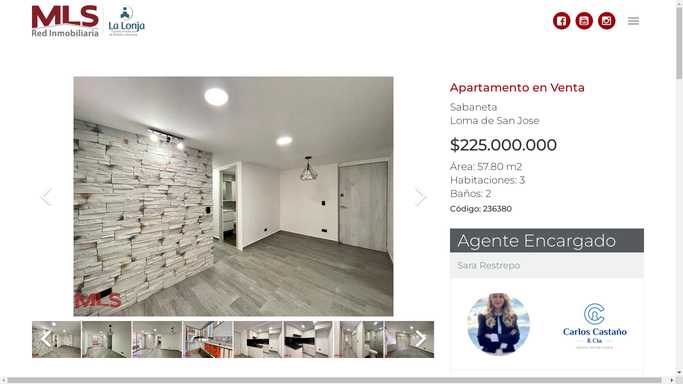 MLS
Red Inmobiliaria
La Lonja
Apartamento en Venta
Sabaneta
Loma de San Jose
$225.000.000
Área: 57.80 m2
Habitaciones: 3
Baños: 2
Código: 236380
MLS
Agente Encargado
Sara Restrepo
Carlos Castaño
& Cía.